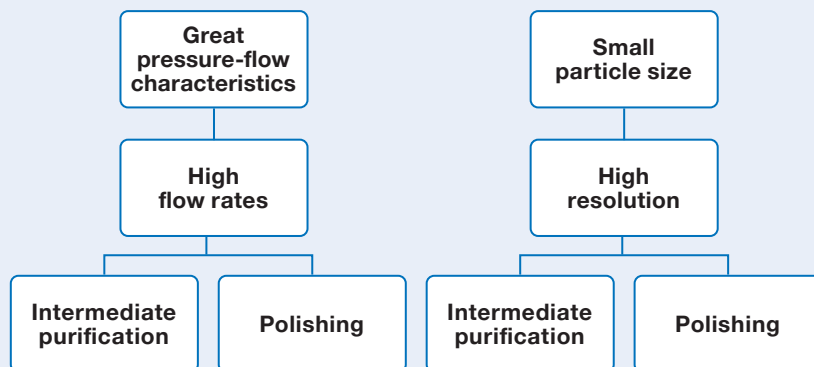 Great
pressure-flow
characteristics
Small
particle size
High
flow rates
High
resolution
Intermediate
purification
Polishing
Intermediate
purification
Polishing